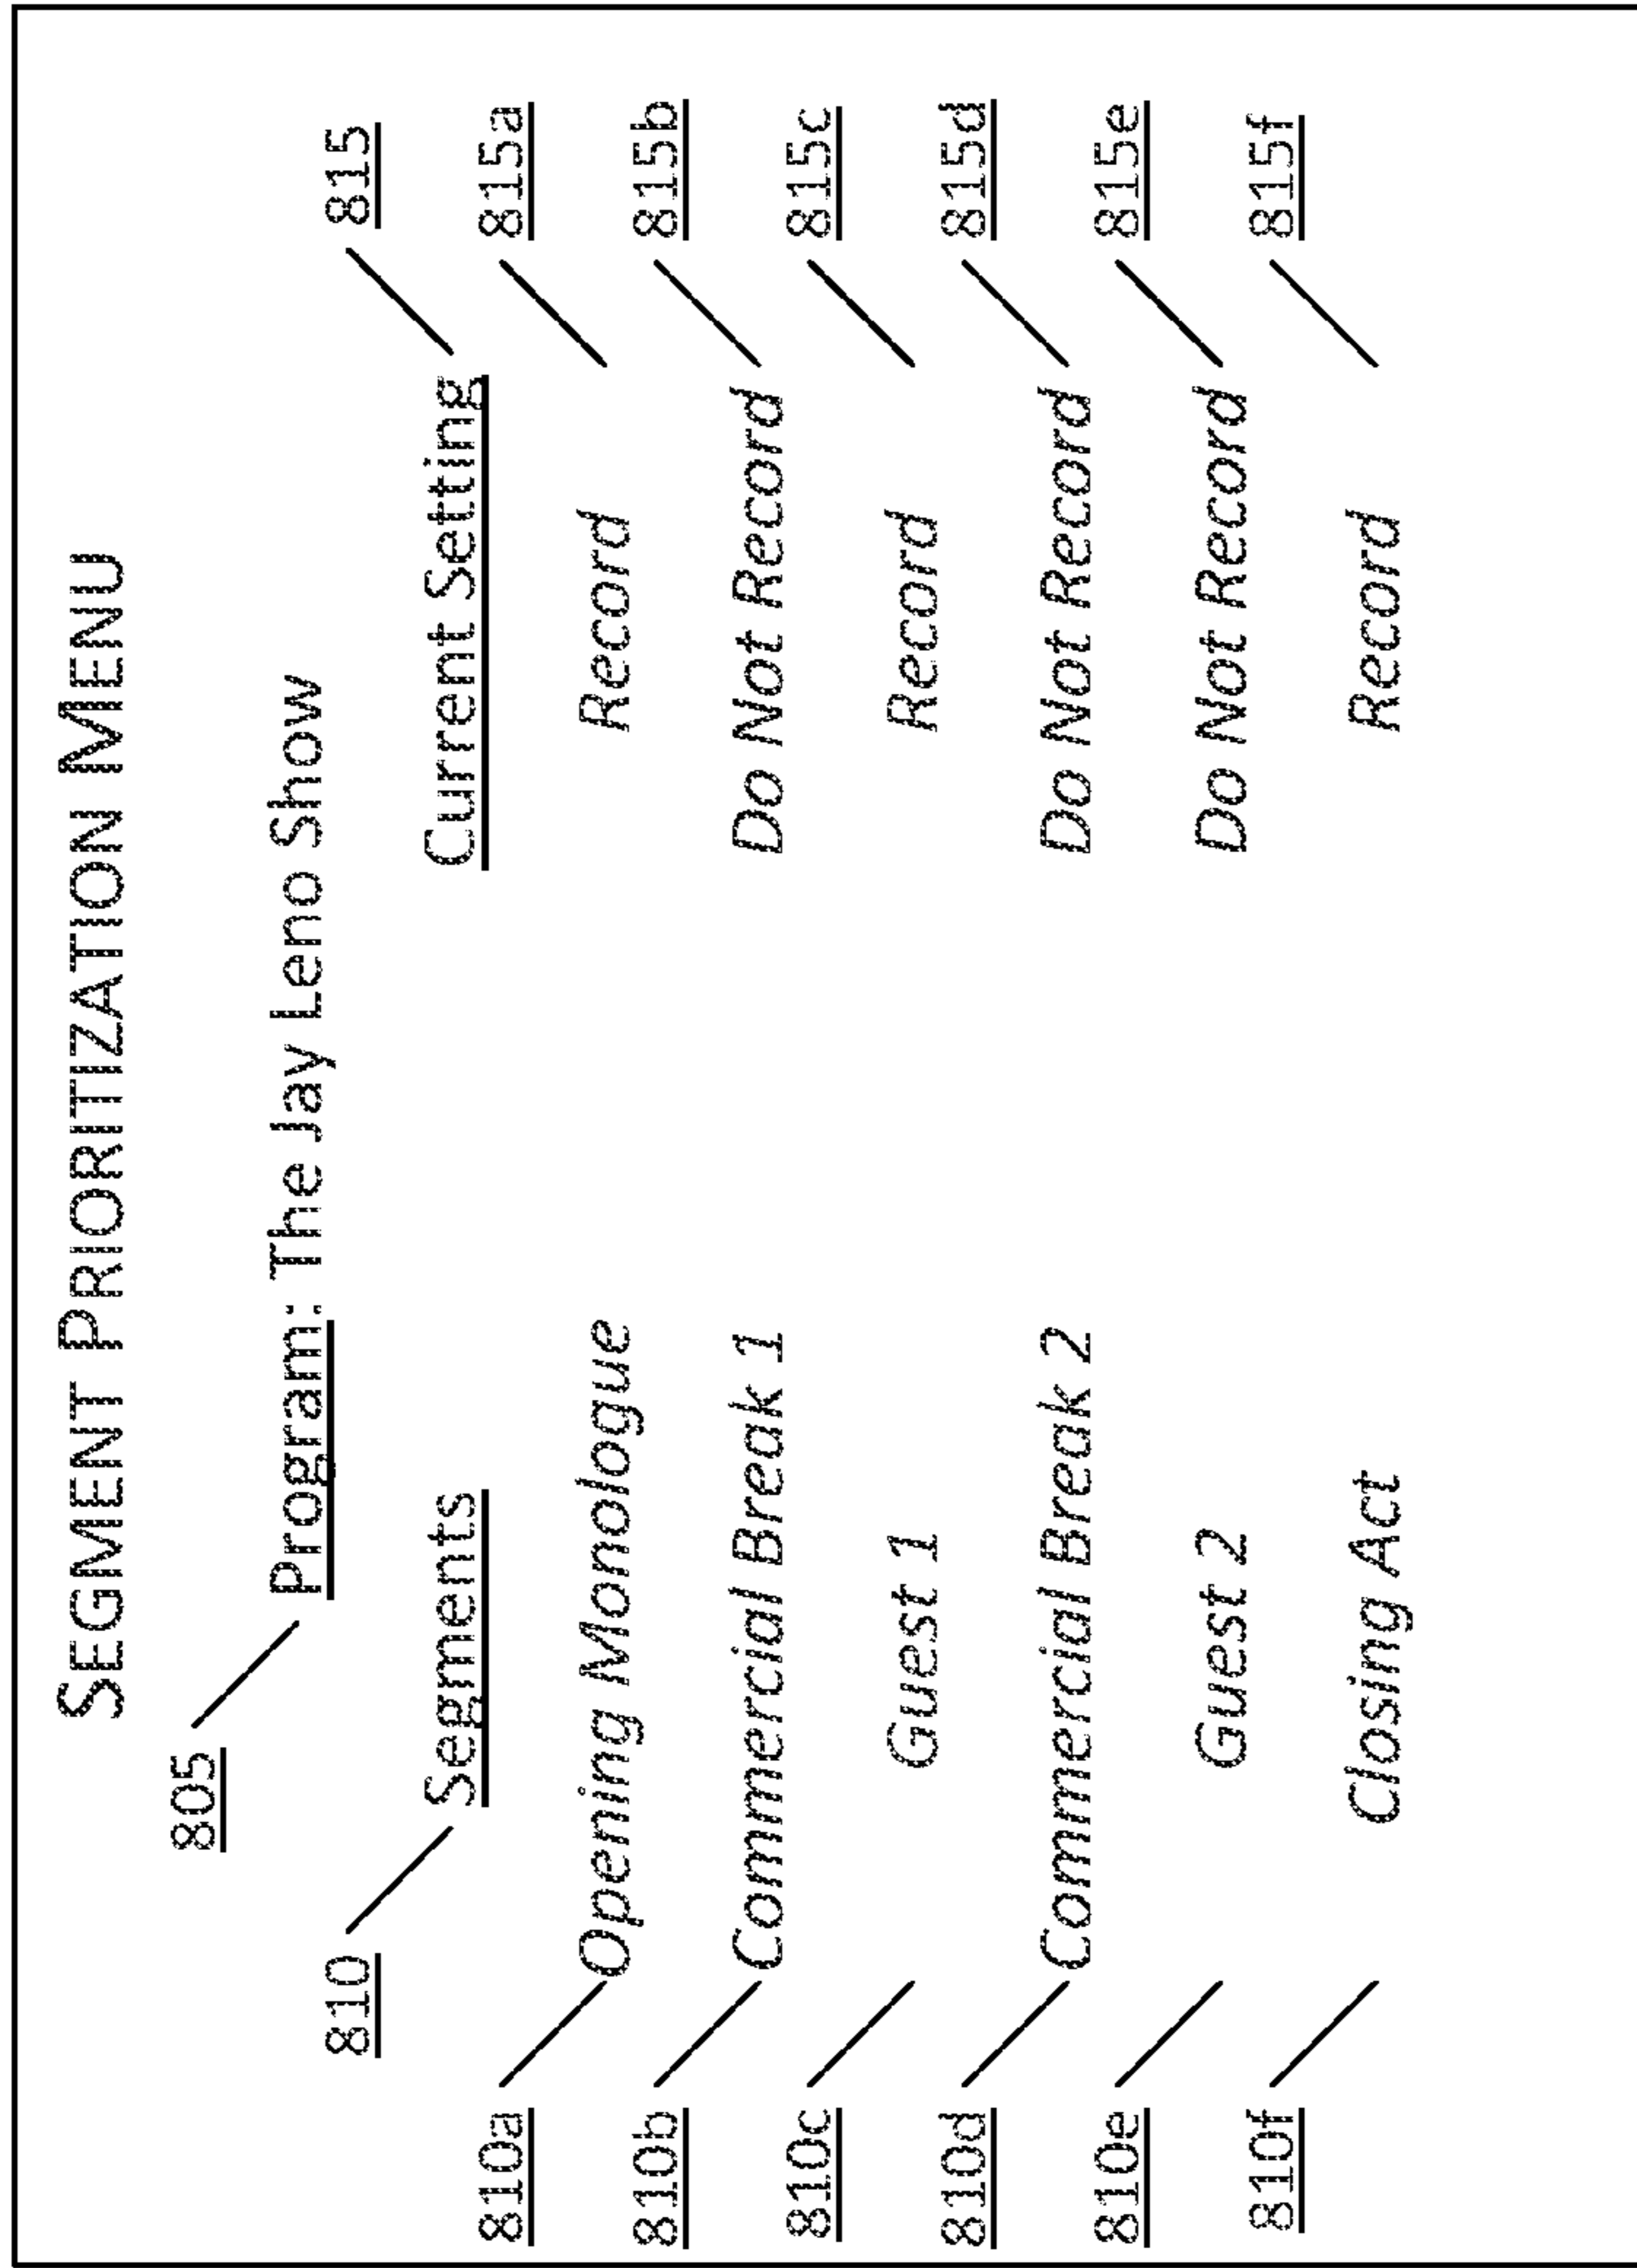 SEGMENT PRIORITIZATION MENU
805 Program: The Jay Leno Show
810 Segments Current Setting 815
810a Opening Monologue Record 815a
810b Commercial Break 1 Do Not Record 815b
810c Guest 1 Record 815c
810d Commercial Break 2 Do Not Record 815d
810e Guest 2 Do Not Record 815e
810f Closing Act Record 815f